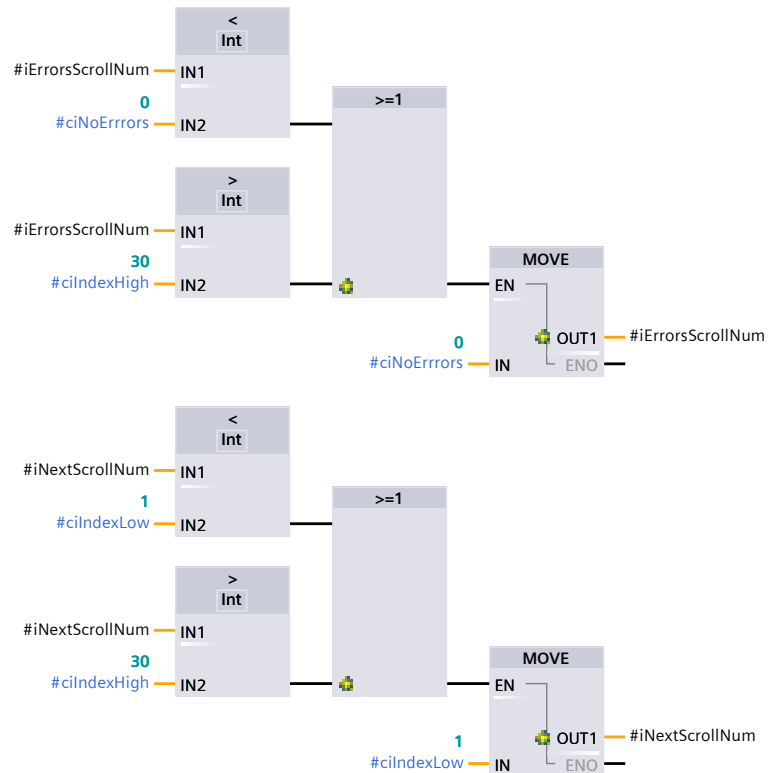 <
Int
#iErrorsScrollNum
IN1
0
#ciNoErrrors
IN2
>=1
>
Int
#iErrorsScrollNum
IN1
30
#ciIndexHigh
IN2
MOVE
EN
0
OUT1
#iErrorsScrollNum
#ciNoErrrors
IN
ENO
<
Int
#iNextScrollNum
IN1
1
#ciIndexLow
IN2
>=1
>
Int
#iNextScrollNum
IN1
30
#ciIndexHigh
IN2
MOVE
EN
1
OUT1
#iNextScrollNum
#ciIndexLow
IN
ENO